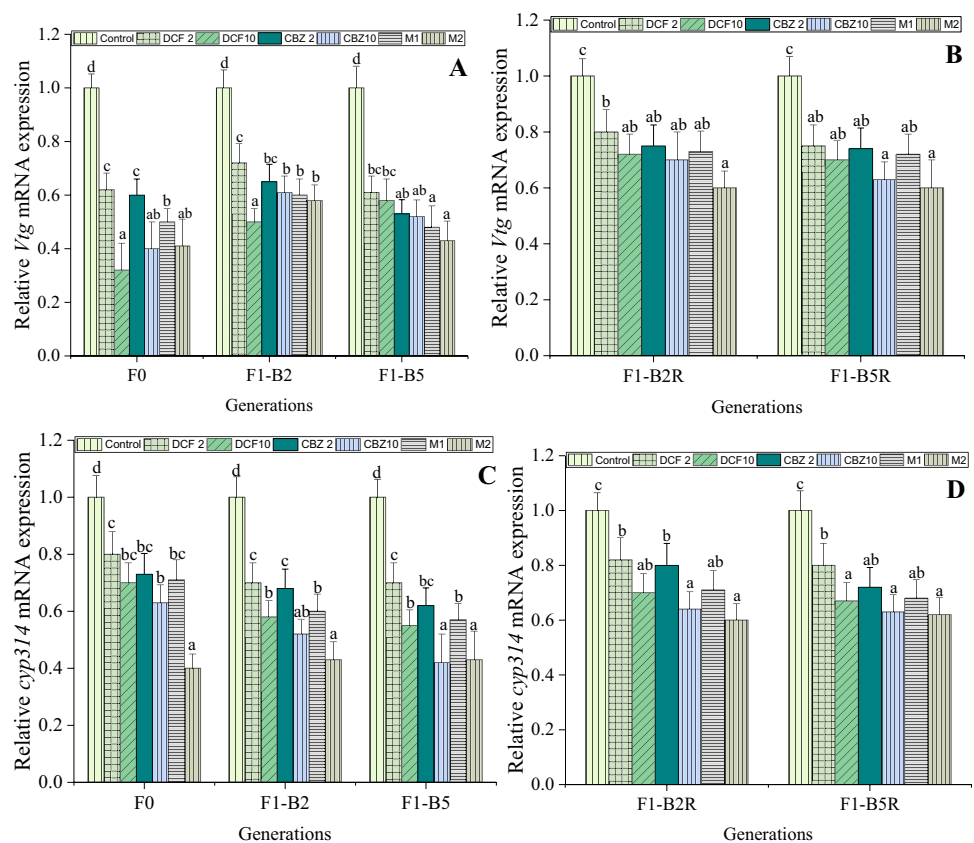 A
Control DCF 2 DCF10 CBZ 2 CBZ10 M1 M2
Relative Vtg mRNA expression
1.2
1.0
0.8
0.6
0.4
0.2
0.0
d c a c ab b ab
d c a bc b b b
d bc bc ab ab a a
F0 F1-B2 F1-B5
Generations
B
Control DCF 2 DCF10 CBZ 2 CBZ10 M1 M2
Relative Vtg mRNA expression
1.2
1.0
0.8
0.6
0.4
0.2
0.0
c b ab ab ab ab a
c ab ab ab a ab a
F1-B2R F1-B5R
Generations
C
Control DCF 2 DCF10 CBZ 2 CBZ10 M1 M2
Relative cyp314 mRNA expression
1.2
1.0
0.8
0.6
0.4
0.2
0.0
d c bc bc b bc a
d c b c ab b a
d c b bc a b a
F0 F1-B2 F1-B5
Generations
D
Control DCF 2 DCF10 CBZ 2 CBZ10 M1 M2
Relative cyp314 mRNA expression
1.2
1.0
0.8
0.6
0.4
0.2
0.0
c b ab b a ab a
c b a ab a ab a
F1-B2R F1-B5R
Generations